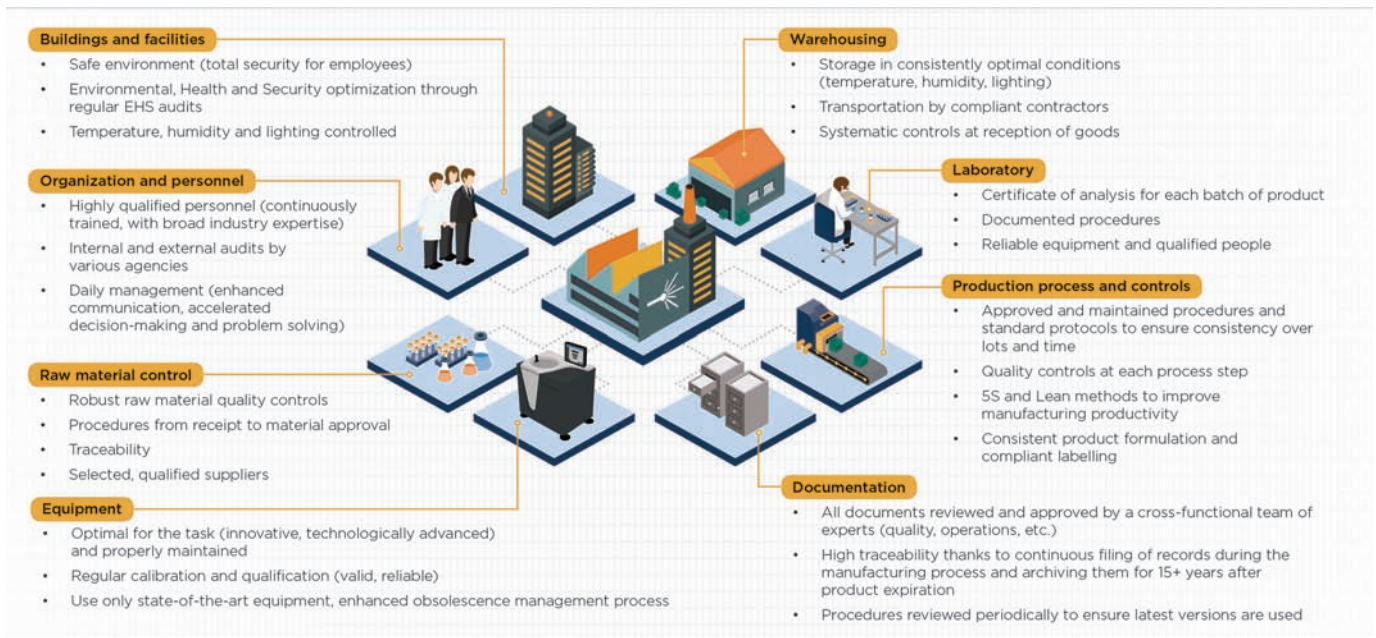 Buildings and facilities
• Safe environment (total security for employees)
• Environmental, Health and Security optimization through
regular EHS audits
• Temperature, humidity and lighting controlled
Organization and personnel
• Highly qualified personnel (continuously
trained, with broad industry expertise)
• Internal and external audits by
various agencies
• Daily management (enhanced
communication, accelerated
decision-making and problem solving)
Raw material control
• Robust raw material quality controls
• Procedures from receipt to material approval
• Traceability
• Selected, qualified suppliers
Equipment
• Optimal for the task (innovative, technologically advanced)
and properly maintained
• Regular calibration and qualification (valid, reliable)
• Use only state-of-the-art equipment, enhanced obsolescence management process
Warehousing
• Storage in consistently optimal conditions
(temperature, humidity, lighting)
• Transportation by compliant contractors
• Systematic controls at reception of goods
Laboratory
• Certificate of analysis for each batch of product
• Documented procedures
• Reliable equipment and qualified people
Production process and controls
• Approved and maintained procedures and
standard protocols to ensure consistency over
lots and time
• Quality controls at each process step
• 5S and Lean methods to improve
manufacturing productivity
• Consistent product formulation and
compliant labelling
Documentation
• All documents reviewed and approved by a cross-functional team of
experts (quality, operations, etc.)
• High traceability thanks to continuous filing of records during the
manufacturing process and archiving them for 15+ years after
product expiration
• Procedures reviewed periodically to ensure latest versions are used